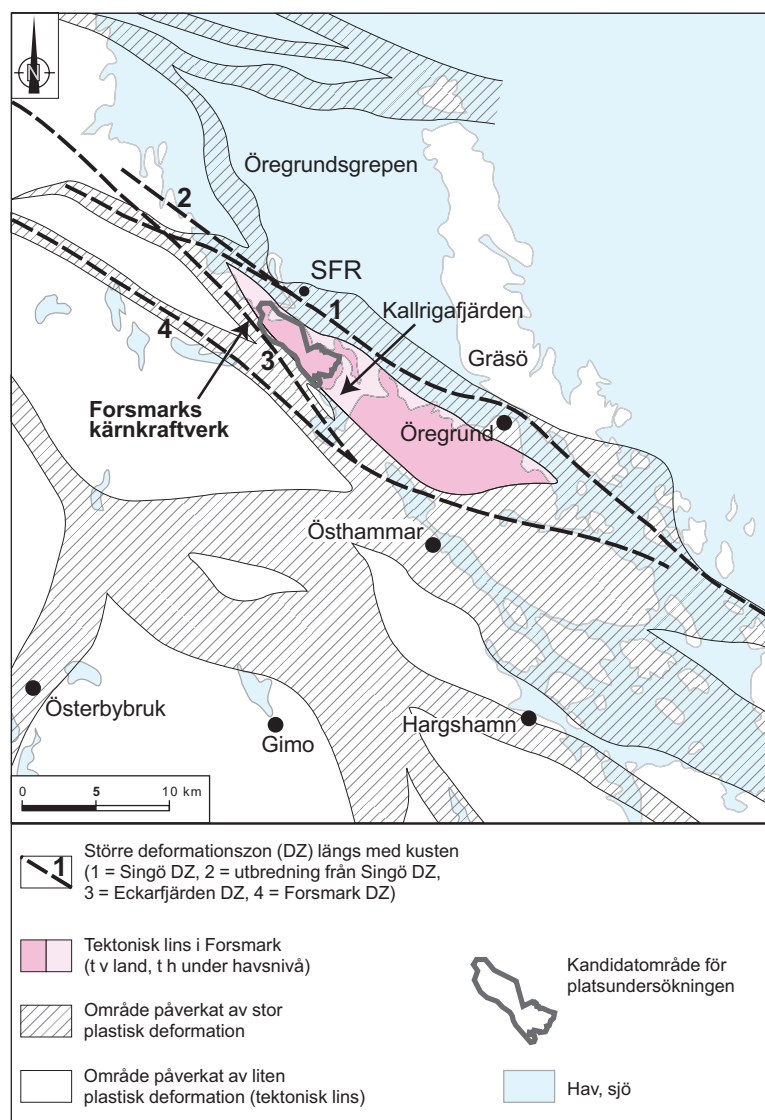 N
Öregrundsgrepen
2
SFR
1
Kallrigafjärden
4
3
Gräsö
Forsmarks
kärnkraftverk
Öregrund
Östhammar
Österbybruk
Gimo
Hargshamn
0 5 10 km
1
Större deformationszon (DZ) längs med kusten
(1 = Singö DZ, 2 = utbredning från Singö DZ,
3 = Eckarfjärden DZ, 4 = Forsmark DZ)
Tektonisk lins i Forsmark
(t v land, t h under havsnivå)
Område påverkat av stor
plastisk deformation
Område påverkat av liten
plastisk deformation (tektonisk lins)
Kandidatområde för
platsundersökningen
Hav, sjö